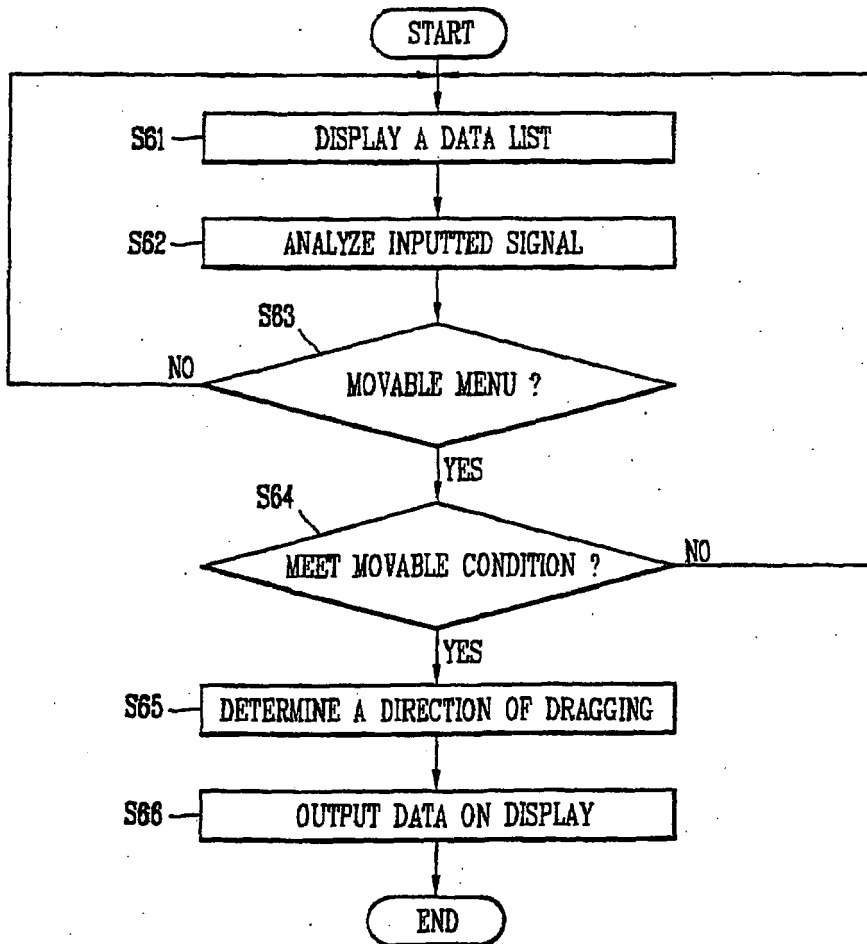 START
S61
DISPLAY A DATA LIST
S62
ANALYZE INPUTTED SIGNAL
S63
NO
MOVABLE MENU ?
YES
S64
MEET MOVABLE CONDITION ?
NO
YES
S65
DETERMINE A DIRECTION OF DRAGGING
S66
OUTPUT DATA ON DISPLAY
END